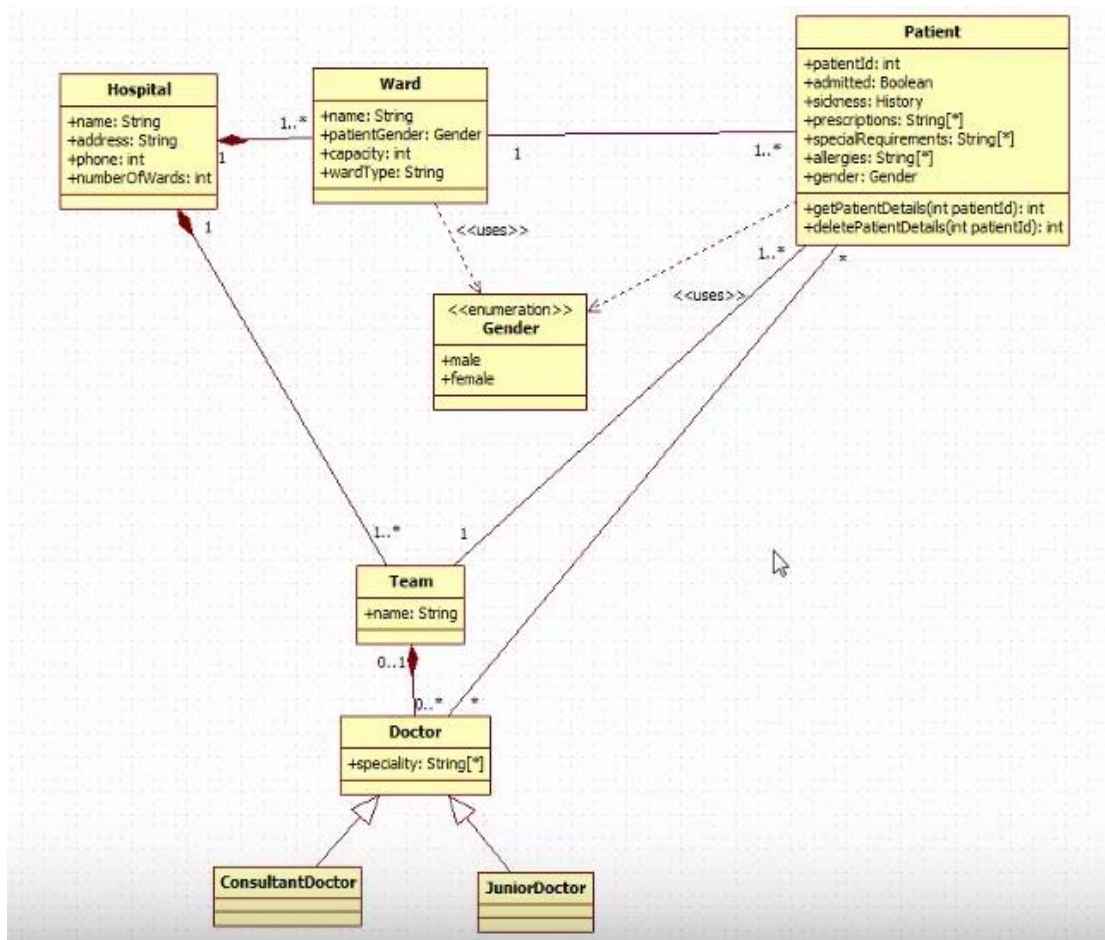 Patient
+patientId: int
+admitted: Boolean
+sickness: History
+prescriptions: String[*]
+specialRequirements: String[*]
+allergies: String[*]
+gender: Gender
+getPatientDetails(int patientId): int
+deletePatientDetails(int patientId): int
Hospital
+name: String
+address: String
+phone: int
+numberOfWards: int
1
1..*
Ward
+name: String
+patientGender: Gender
+capacity: int
+wardType: String
1
1..*
1
<<uses>>
<<uses>>
1..*
*
<<enumeration>>
Gender
+male
+female
1..*
1
Team
+name: String
0..1
0..*
*
Doctor
+speciality: String[*]
ConsultantDoctor
JuniorDoctor